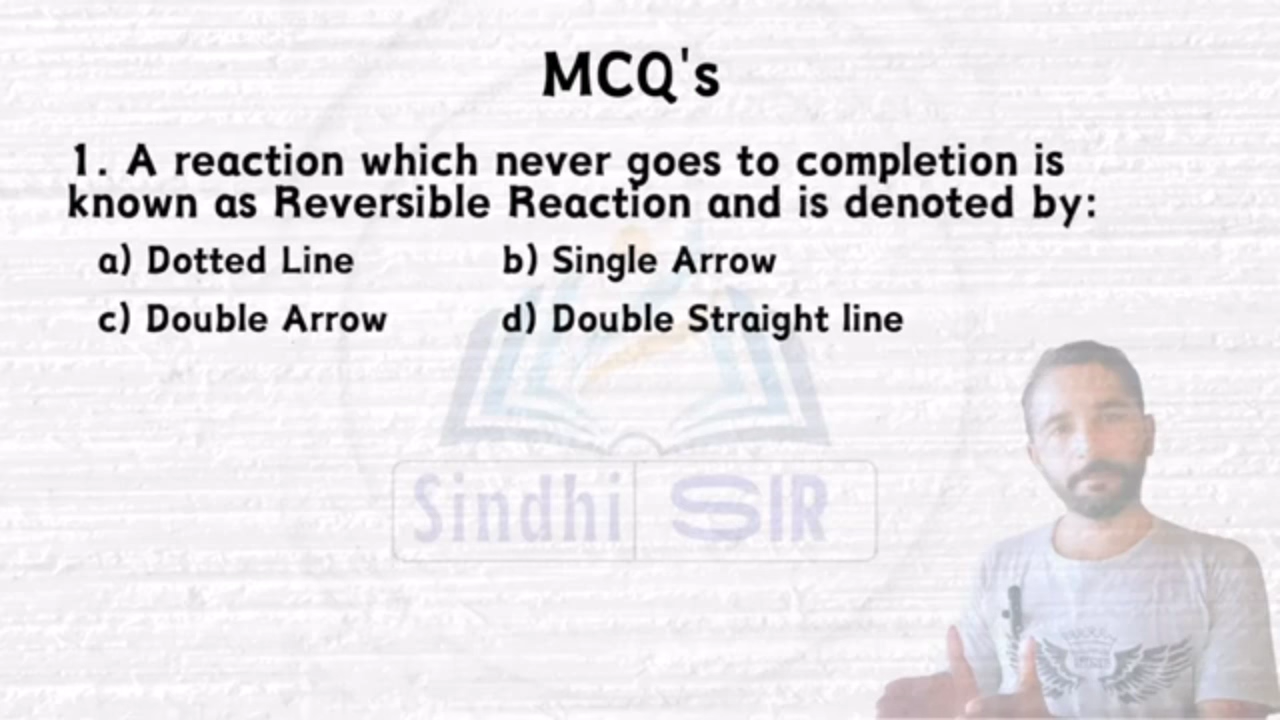 MCQ's
1. A reaction which never goes to completion is
known as Reversible Reaction and is denoted by:
a) Dotted Line b) Single Arrow
c) Double Arrow d) Double Straight line
Sindhi SIR